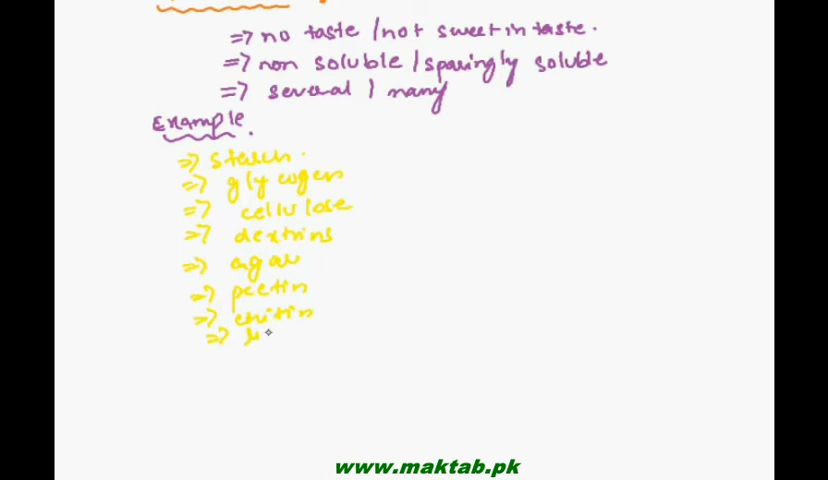 => no taste / not sweet in taste.
=> non soluble / sparingly soluble
=> several / many
Example.
=> starch.
=> glycogen
=> cellulose
=> dextrins
=> agar
=> pectin
=> chitin
=>
www.maktab.pk